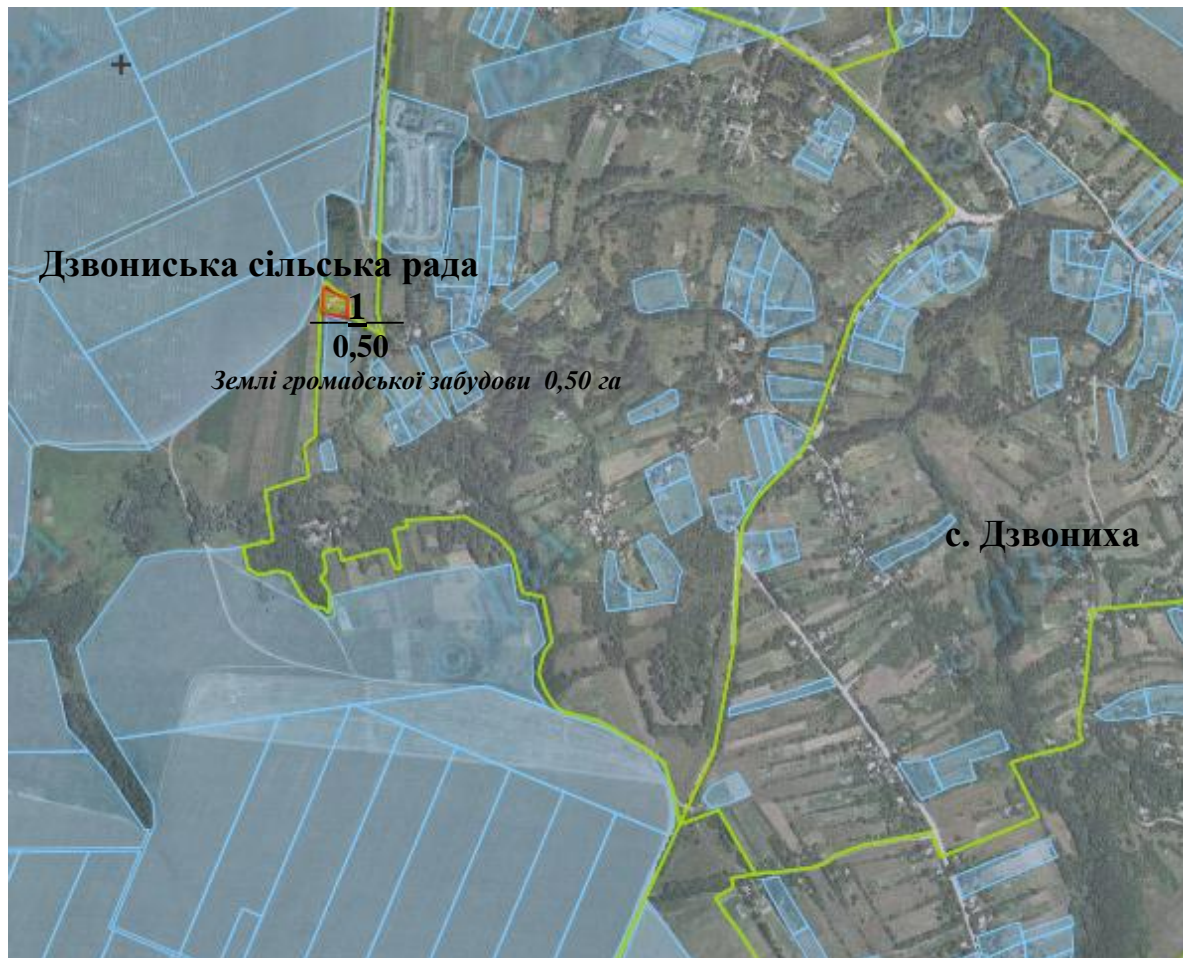 Дзвониська сільська рада
1
0,50
Землі громадської забудови 0,50 га
с. Дзвониха